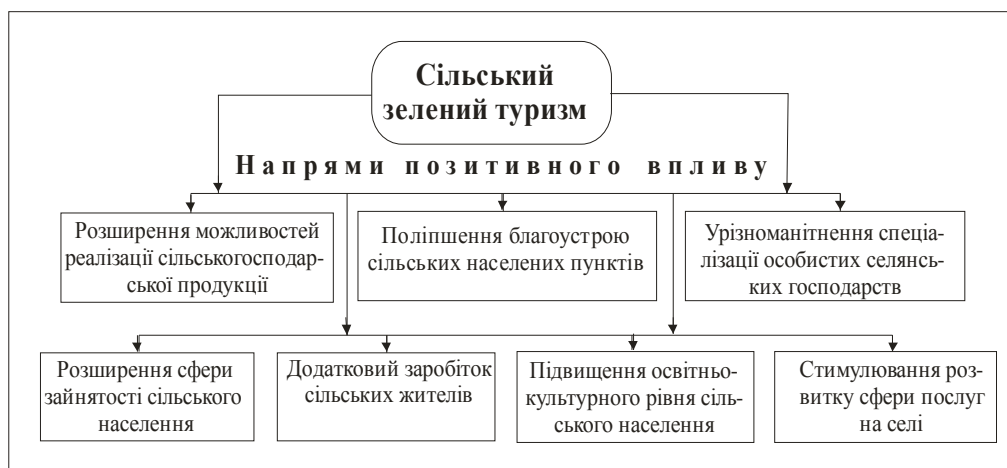 Сільський
зелений туризм
Напрями позитивного впливу
Розширення можливостей
реалізації сільськогосподар-
ської продукції
Поліпшення благоустрою
сільських населених пунктів
Урізноманітнення спеціа-
лізації особистих селянсь-
ких господарств
Розширення сфери
зайнятості сільського
населення
Додатковий заробіток
сільських жителів
Підвищення освітньо-
культурного рівня сіль-
ського населення
Стимулювання роз-
витку сфери послуг
на селі